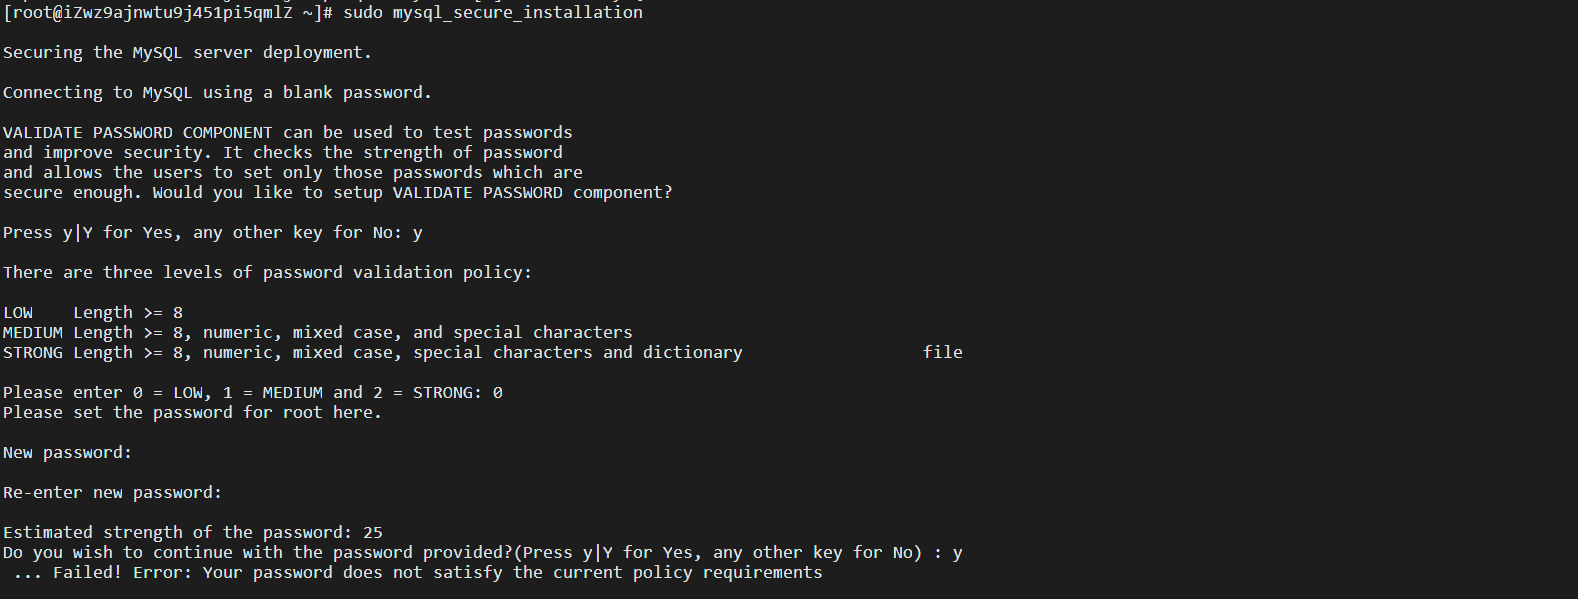 [root@iZwz9ajnwtu9j451pi5qmlZ ~]# sudo mysql_secure_installation
Securing the MySQL server deployment.
Connecting to MySQL using a blank password.
VALIDATE PASSWORD COMPONENT can be used to test passwords
and improve security. It checks the strength of password
and allows the users to set only those passwords which are
secure enough. Would you like to setup VALIDATE PASSWORD component?
Press y|Y for Yes, any other key for No: y
There are three levels of password validation policy:
LOW    Length >= 8
MEDIUM Length >= 8, numeric, mixed case, and special characters
STRONG Length >= 8, numeric, mixed case, special characters and dictionary                  file
Please enter 0 = LOW, 1 = MEDIUM and 2 = STRONG: 0
Please set the password for root here.
New password:
Re-enter new password:
Estimated strength of the password: 25
Do you wish to continue with the password provided?(Press y|Y for Yes, any other key for No) : y
 ... Failed! Error: Your password does not satisfy the current policy requirements